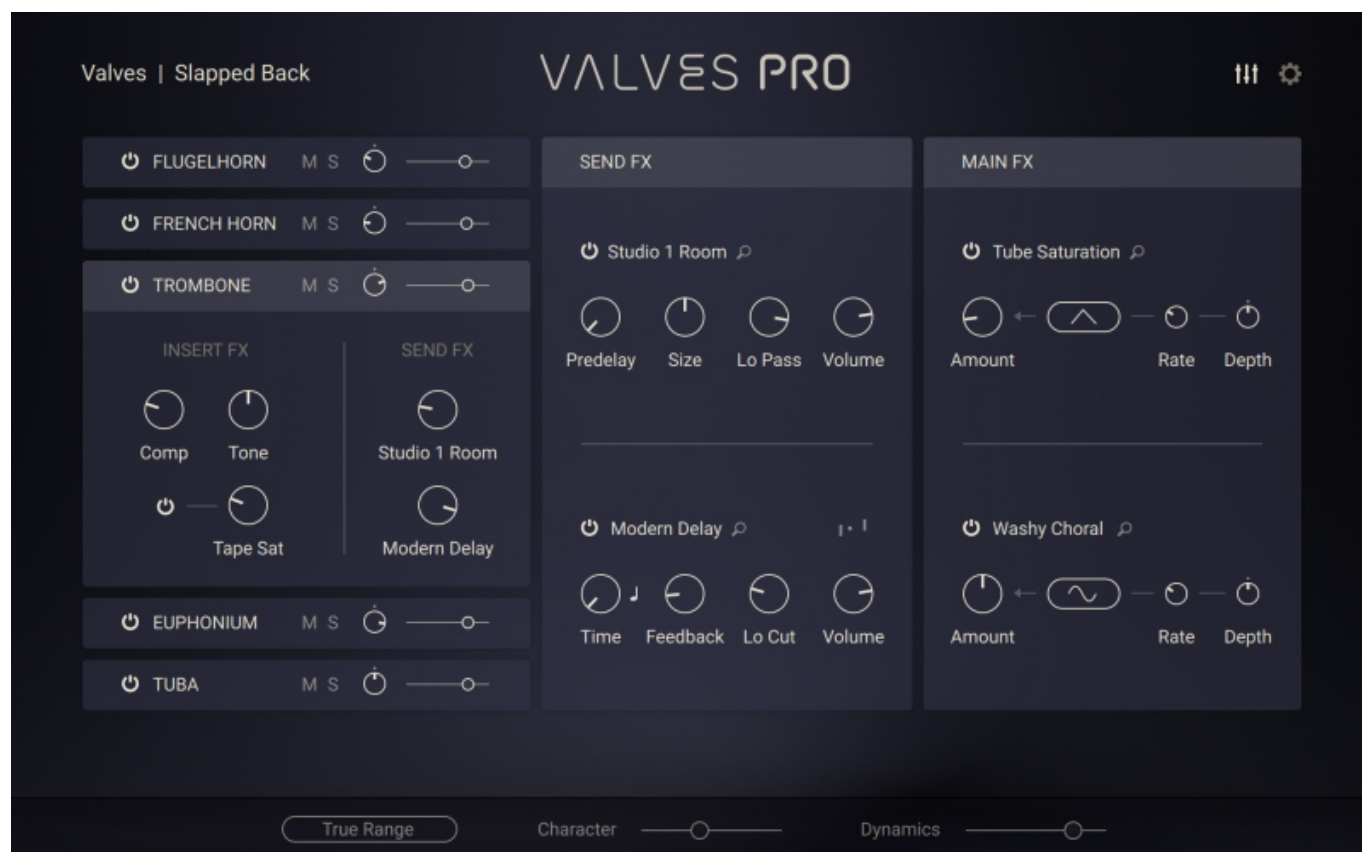 Valves | Slapped Back
VALVES PRO
FLUGELHORN M S
FRENCH HORN M S
TROMBONE M S
INSERT FX
SEND FX
Comp
Tone
Studio 1 Room
Tape Sat
Modern Delay
EUPHONIUM M S
TUBA M S
SEND FX
Studio 1 Room
Predelay Size Lo Pass Volume
Modern Delay
Time Feedback Lo Cut Volume
MAIN FX
Tube Saturation
Amount Rate Depth
Washy Choral
Amount Rate Depth
True Range
Character
Dynamics